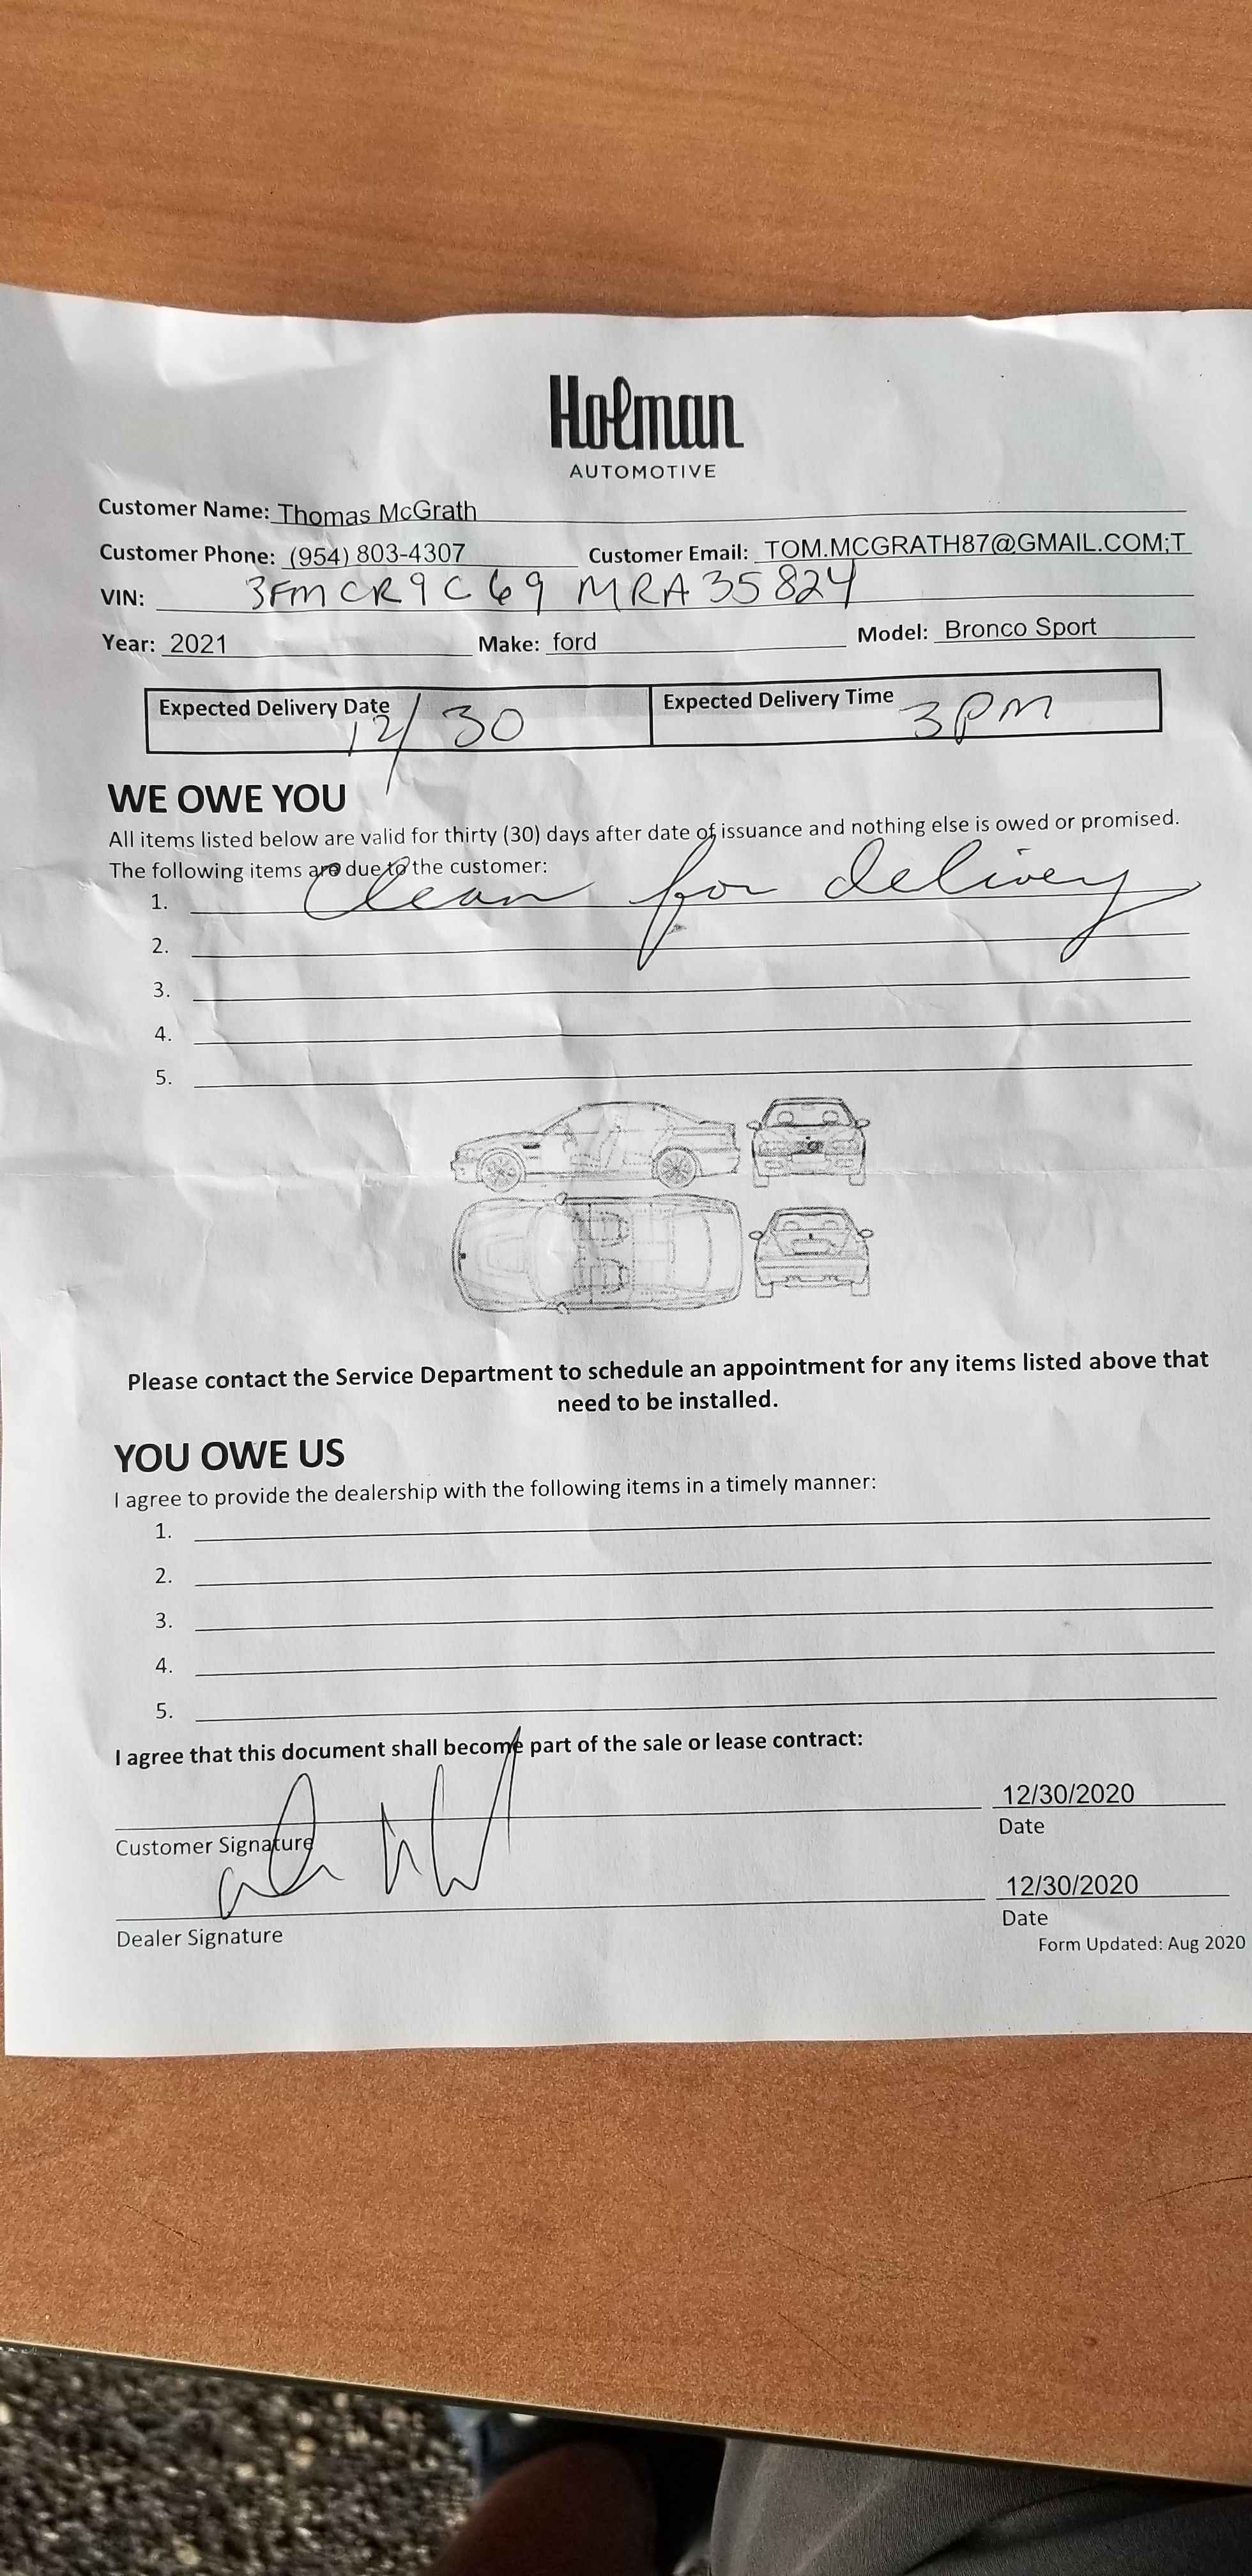 Holman
AUTOMOTIVE
Customer Name: Thomas McGrath
Customer Phone: (954) 803-4307 Customer Email: TOM.MCGRATH87@GMAIL.COM;T
VIN: 3FMCR9C69MRA35824
Year: 2021 Make: ford Model: Bronco Sport
Expected Delivery Date 12/30 Expected Delivery Time 3PM
WE OWE YOU
All items listed below are valid for thirty (30) days after date of issuance and nothing else is owed or promised.
The following items are due to the customer:
1. Clean for delivery
2.
3.
4.
5.
Please contact the Service Department to schedule an appointment for any items listed above that
need to be installed.
YOU OWE US
I agree to provide the dealership with the following items in a timely manner:
1.
2.
3.
4.
5.
I agree that this document shall become part of the sale or lease contract:
12/30/2020
Customer Signature Date
12/30/2020
Dealer Signature Date
Form Updated: Aug 2020